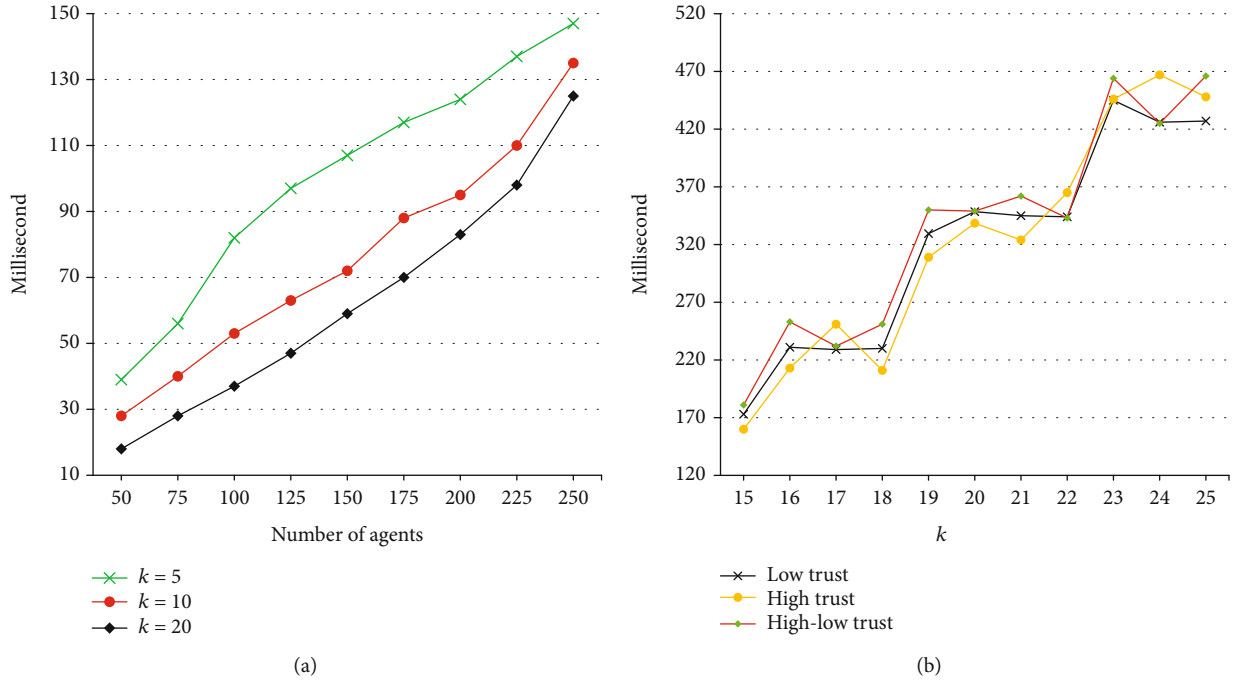 150
130
110
90
70
50
30
10
Millisecond
50 75 100 125 150 175 200 225 250
Number of agents
k = 5
k = 10
k = 20
(a)
520
470
420
370
320
270
220
170
120
Millisecond
15 16 17 18 19 20 21 22 23 24 25
k
Low trust
High trust
High-low trust
(b)